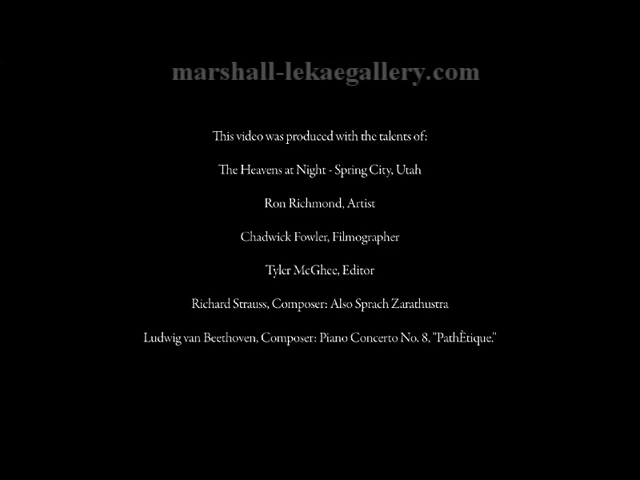 marshall-lekaegallery.com
This video was produced with the talents of:
The Heavens at Night - Spring City, Utah
Ron Richmond, Artist
Chadwick Fowler, Filmographer
Tyler McGhee, Editor
Richard Strauss, Composer: Also Sprach Zarathustra
Ludwig van Beethoven, Composer: Piano Concerto No. 8, "PathÈtique."